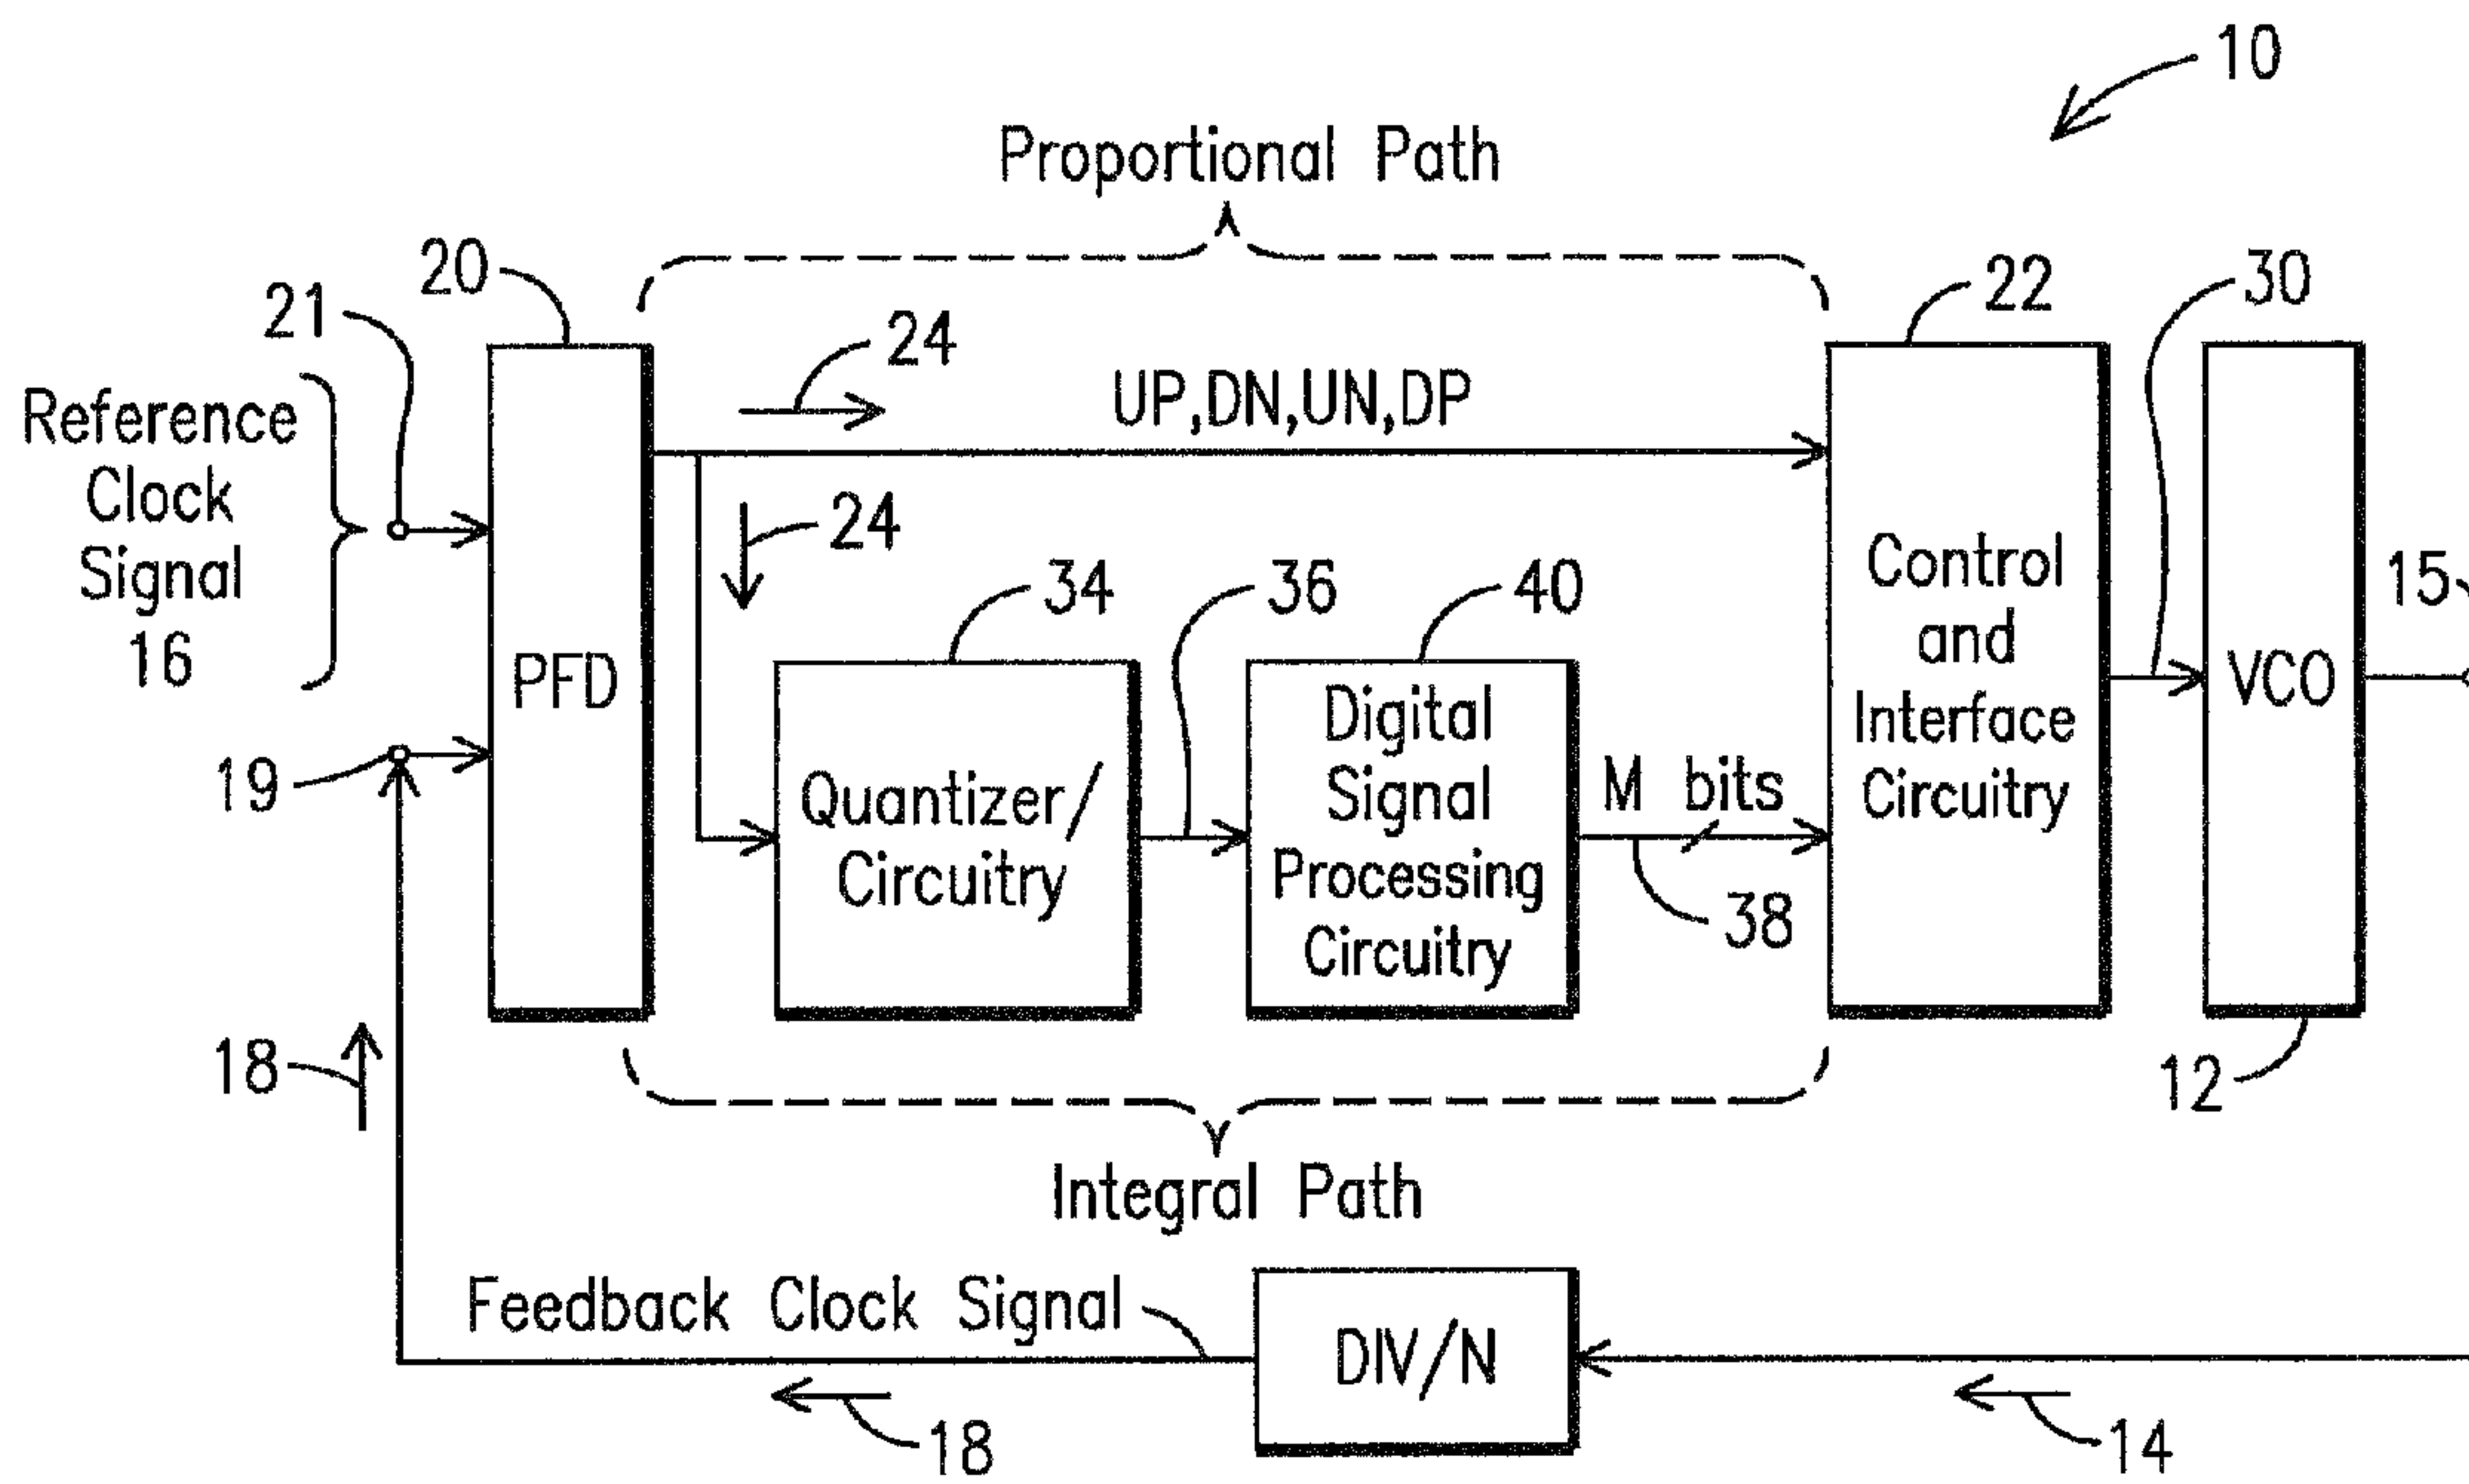 10
Proportional Path
20
22
30
21
24
UP,DN,UN,DP
Reference
Clock
Signal
16
24
34
36
40
Control
and
Interface
Circuitry
15
PFD
VCO
Digital
Signal
Processing
Circuitry
Quantizer/
Circuitry
M bits
19
38
18
12
Integral Path
Feedback Clock Signal
DIV/N
18
14